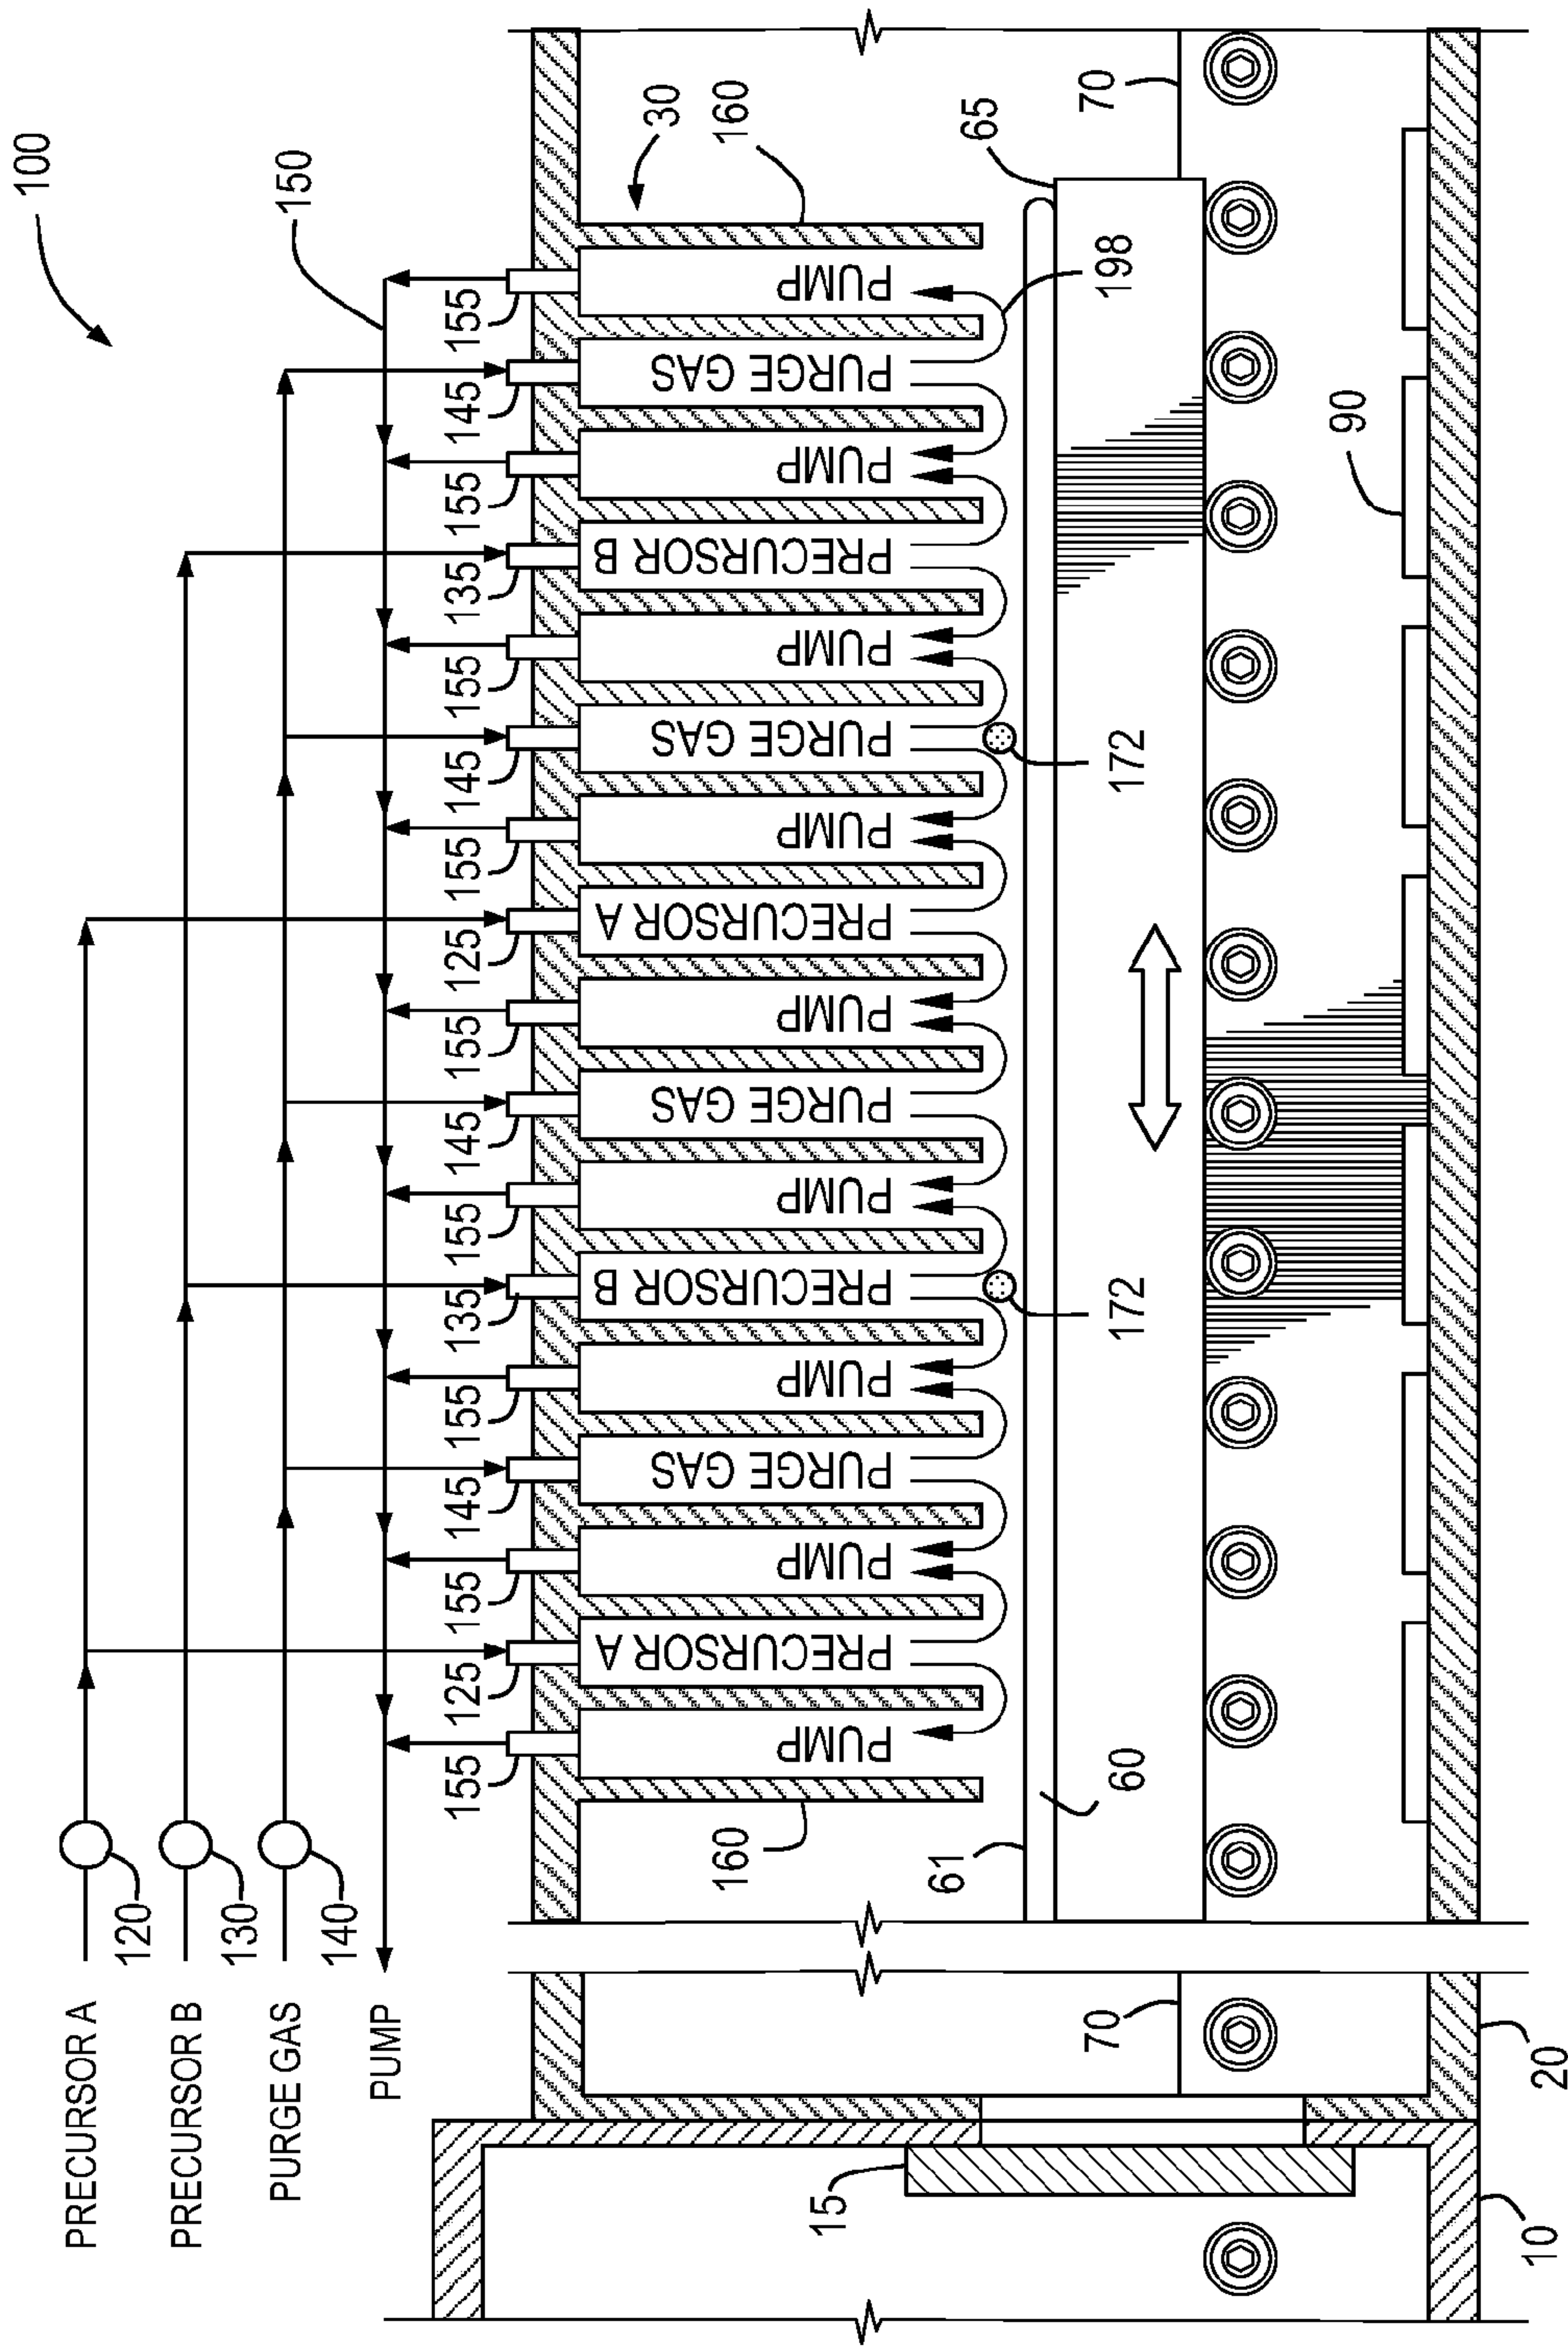 100
PRECURSOR A
120
PRECURSOR B
130
PURGE GAS
140
150
PUMP
155
125
155
145
155
135
155
145
155
125
155
145
155
135
155
145
155
30
160
160
PUMP
PRECURSOR A
PUMP
PURGE GAS
PUMP
PRECURSOR B
PUMP
PURGE GAS
PUMP
PRECURSOR A
PUMP
PURGE GAS
PUMP
PRECURSOR B
PUMP
PURGE GAS
PUMP
15
61
65
70
60
172
172
198
70
90
10
20